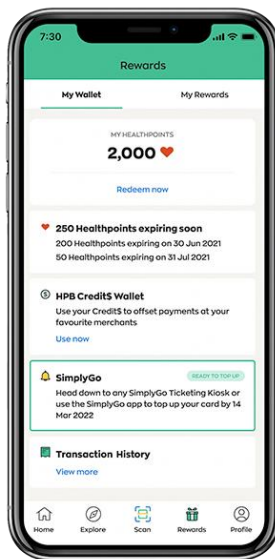 7:30
Rewards
My Wallet
My Rewards
MY HEALTHPOINTS
2,000
Redeem now
250 Healthpoints expiring soon
200 Healthpoints expiring on 30 Jun 2021
50 Healthpoints expiring on 31 Jul 2021
HPB Credit$ Wallet
Use your Credit$ to offset payments at your
favourite merchants
Use now
SimplyGo
READY TO TOP UP
Head down to any SimplyGo Ticketing Kiosk or
use the SimplyGo app to top up your card by 14
Mar 2022
Transaction History
View more
Home
Explore
Scan
Rewards
Profile